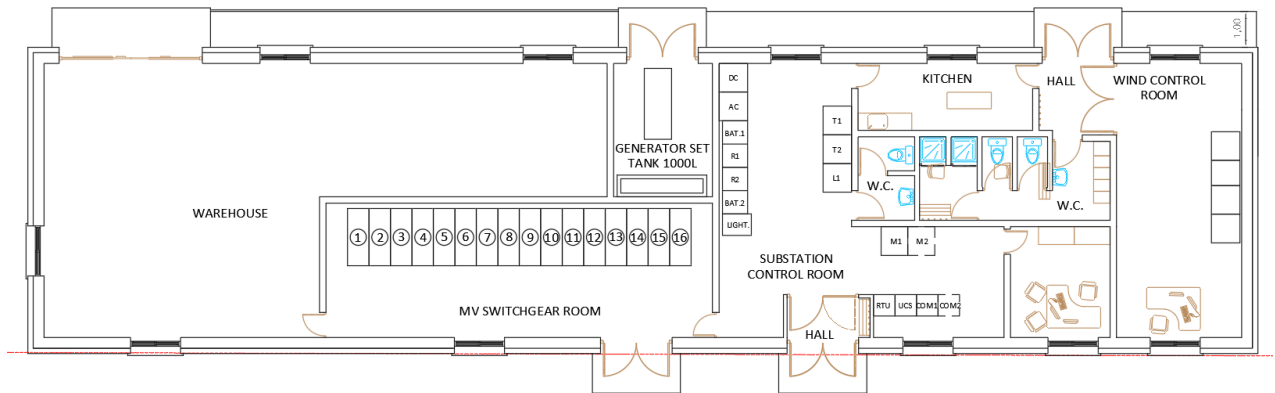 1,00
DC
KITCHEN
HALL
WIND CONTROL
ROOM
AC
T1
BAT.1
GENERATOR SET
TANK 1000L
R1
T2
R2
L1
W.C.
BAT.2
W.C.
WAREHOUSE
LIGHT.
1 2 3 4 5 6 7 8 9 10 11 12 13 14 15 16
M1 M2
SUBSTATION
CONTROL ROOM
MV SWITCHGEAR ROOM
RTU UCS COM1 COM2
HALL